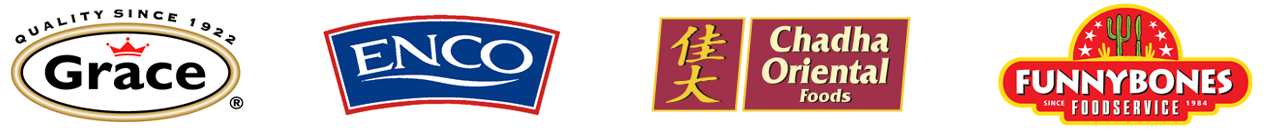 QUALITY SINCE 1922
Grace
®
ENCO
佳大
Chadha
Oriental
Foods
FUNNYBONES
SINCE FOODSERVICE 1984